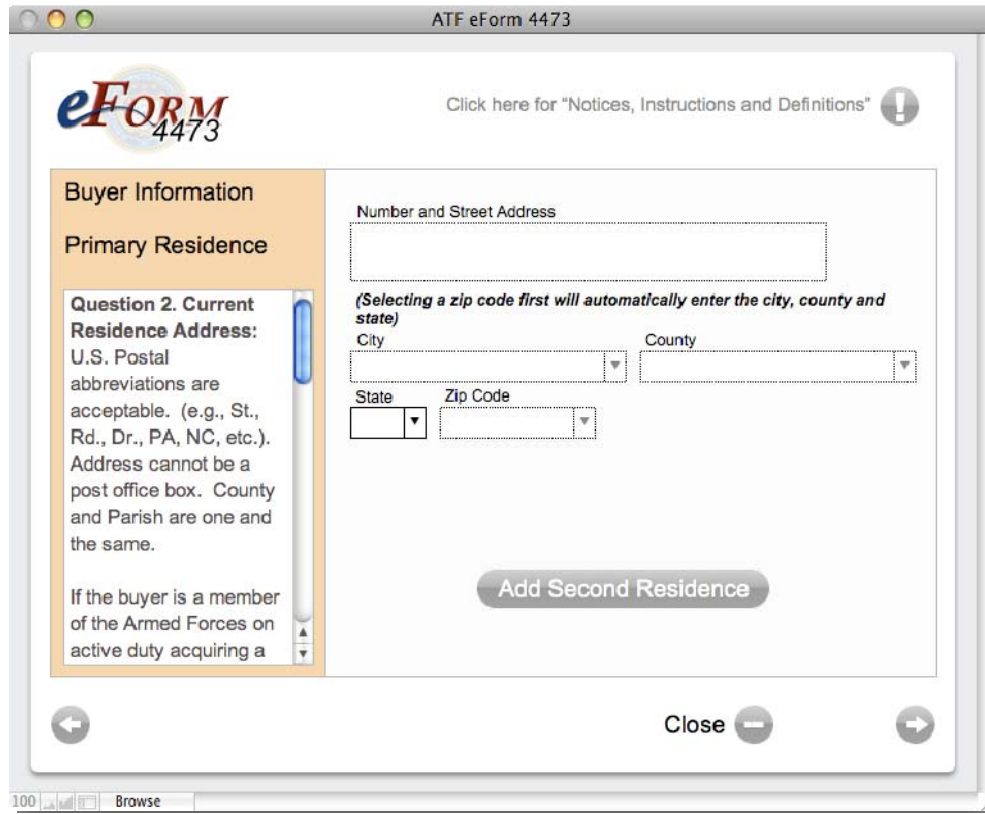 ATF eForm 4473
eFORM
4473
Click here for "Notices, Instructions and Definitions"
Buyer Information
Primary Residence
Question 2. Current
Residence Address:
U.S. Postal
abbreviations are
acceptable. (e.g., St.,
Rd., Dr., PA, NC, etc.).
Address cannot be a
post office box. County
and Parish are one and
the same.
If the buyer is a member
of the Armed Forces on
active duty acquiring a
Number and Street Address
(Selecting a zip code first will automatically enter the city, county and
state)
City County
State Zip Code
Add Second Residence
Close
100 Browse